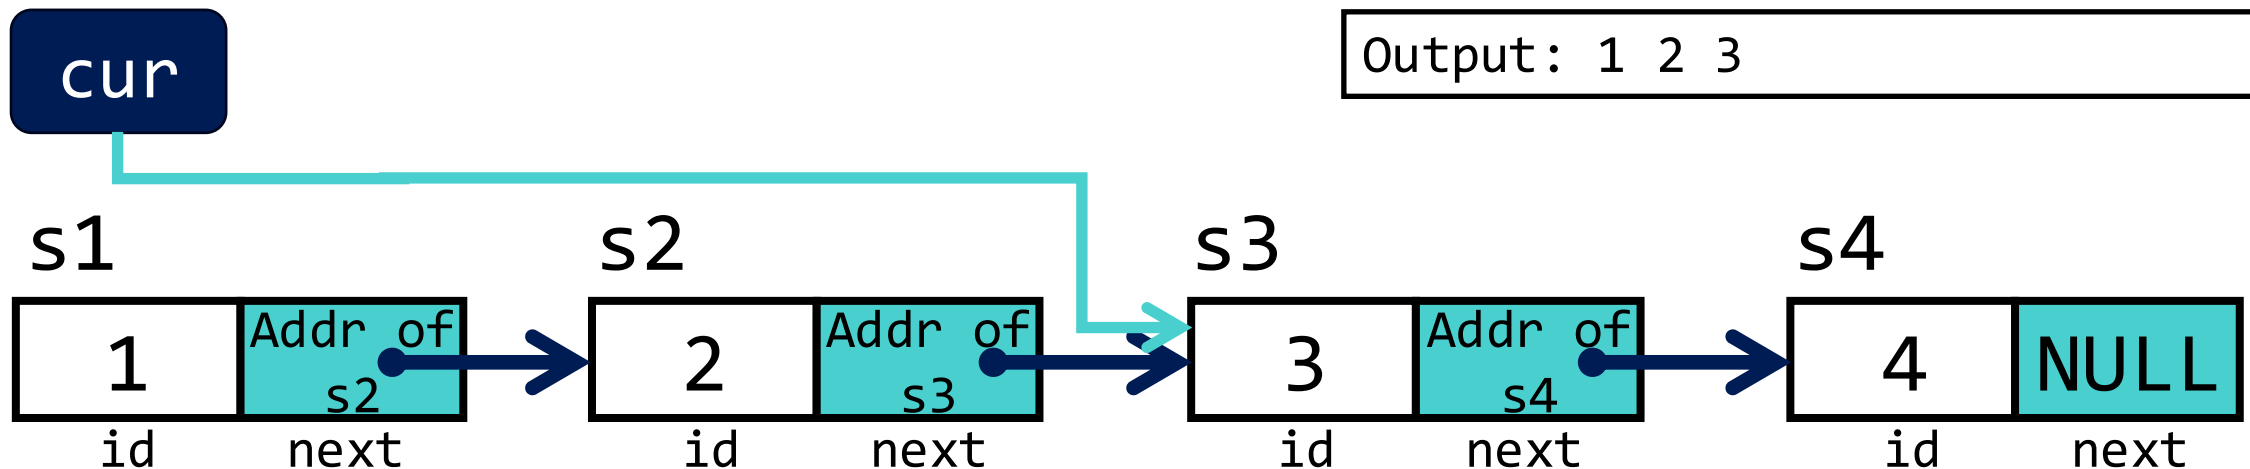 cur
Output: 1 2 3
s1
s2
s3
s4
1
Addr of
s2
2
Addr of
s3
3
Addr of
s4
4
NULL
id
next
id
next
id
next
id
next